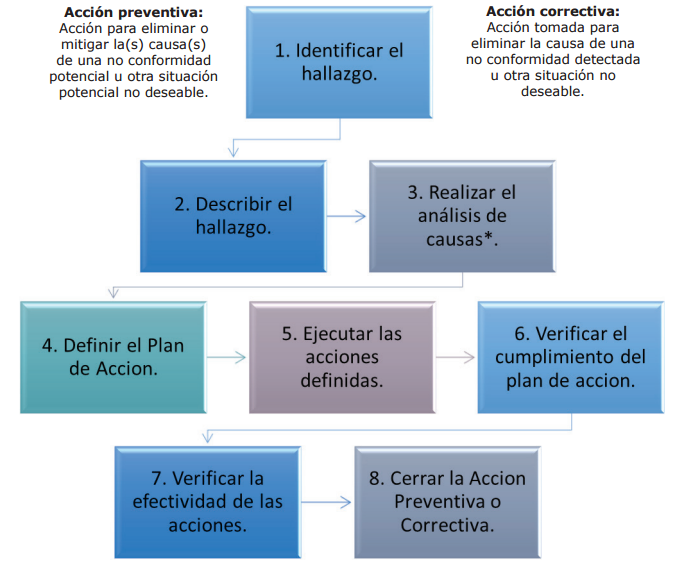 Acción preventiva:
Acción para eliminar o
mitigar la(s) causa(s)
de una no conformidad
potencial u otra situación
potencial no deseable.
1. Identificar el
hallazgo.
Acción correctiva:
Acción tomada para
eliminar la causa de una
no conformidad detectada
u otra situación no
deseable.
2. Describir el
hallazgo.
3. Realizar el
análisis de
causas*.
4. Definir el Plan
de Accion.
5. Ejecutar las
acciones
definidas.
6. Verificar el
cumplimiento del
plan de accion.
7. Verificar la
efectividad de las
acciones.
8. Cerrar la Accion
Preventiva o
Correctiva.